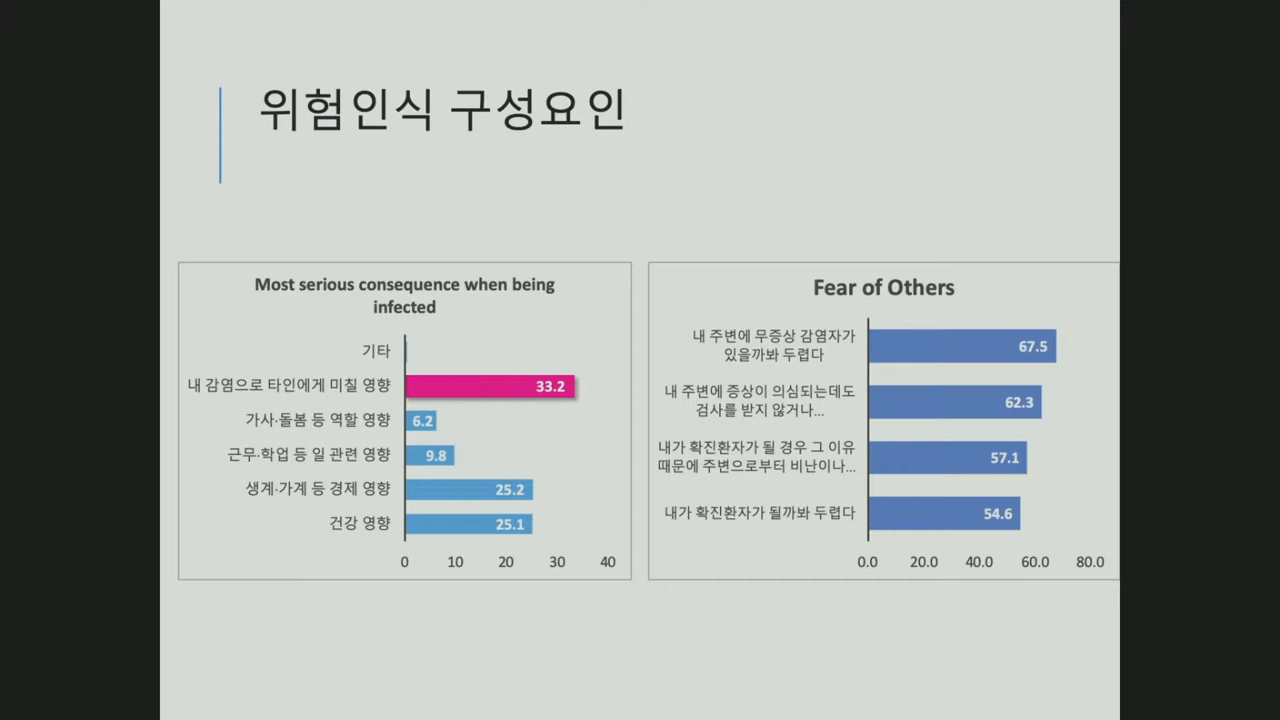 위험인식 구성요인
Most serious consequence when being
infected
기타
내 감염으로 타인에게 미칠 영향
33.2
가사·돌봄 등 역할 영향
6.2
근무·학업 등 일 관련 영향
9.8
생계·가계 등 경제 영향
25.2
건강 영향
25.1
0 10 20 30 40
Fear of Others
내 주변에 무증상 감염자가
있을까봐 두렵다
67.5
내 주변에 증상이 의심되는데도
검사를 받지 않거나...
62.3
내가 확진환자가 될 경우 그 이유
때문에 주변으로부터 비난이나...
57.1
내가 확진환자가 될까봐 두렵다
54.6
0.0 20.0 40.0 60.0 80.0